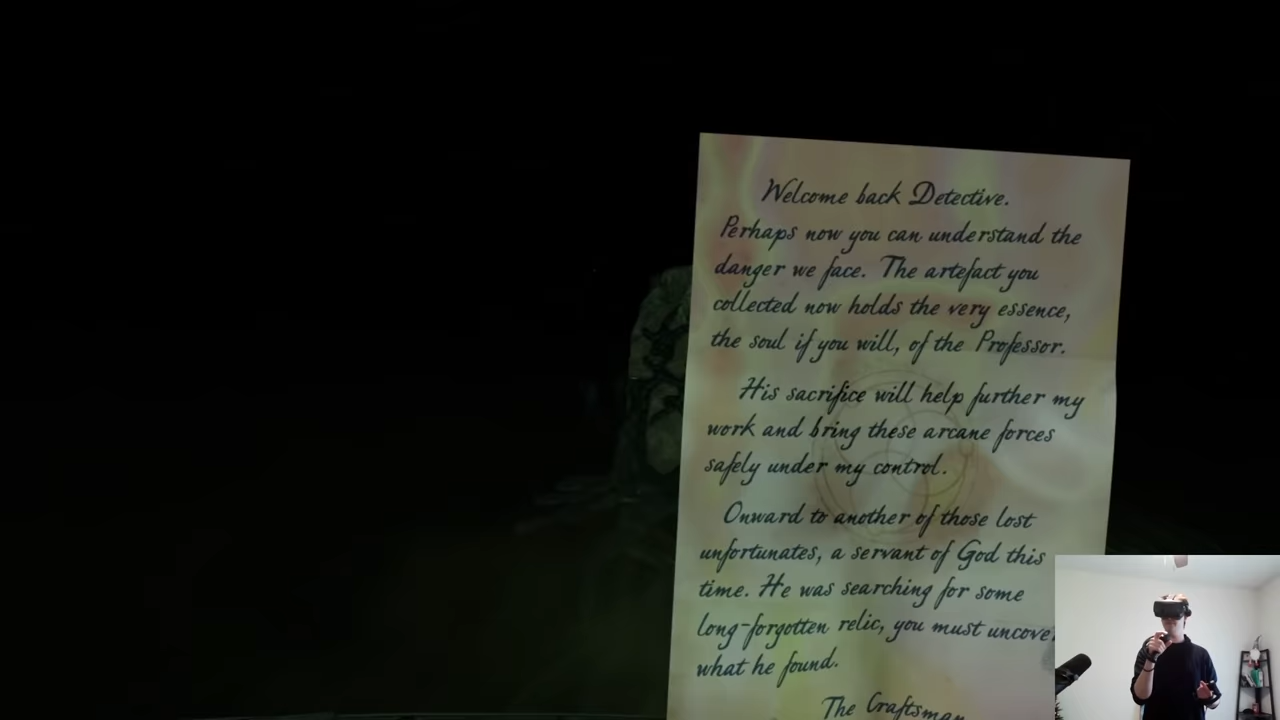 Welcome back Detective.
Perhaps now you can understand the
danger we face. The artefact you
collected now holds the very essence,
the soul if you will, of the Professor.
His sacrifice will help further my
work and bring these arcane forces
safely under my control.
Onward to another of those lost
unfortunates, a servant of God this
time. He was searching for some
long-forgotten relic, you must uncover
what he found.
The Craftsman